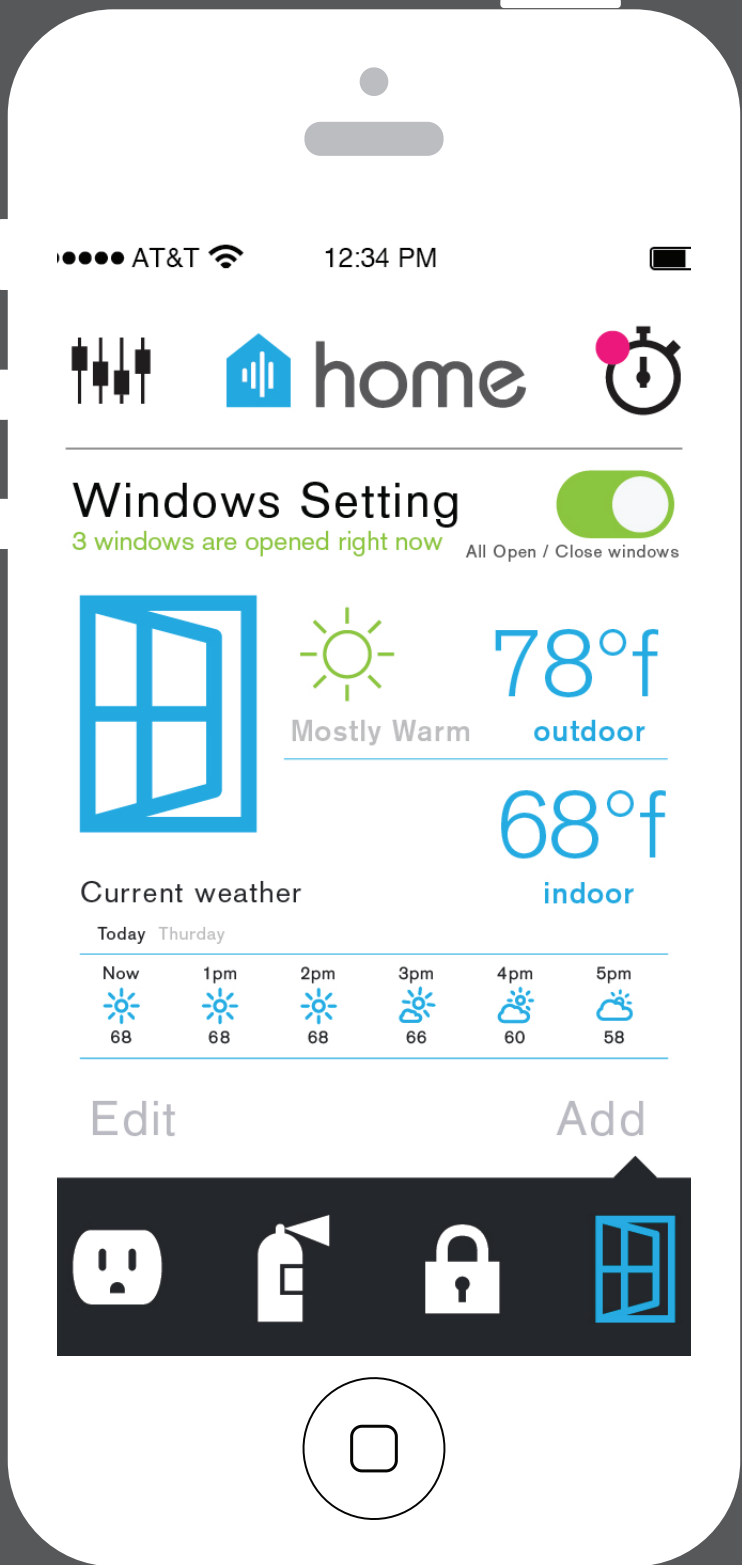 AT&T 12:34 PM
home
Windows Setting
3 windows are opened right now
All Open / Close windows
78°f
Mostly Warm outdoor
68°f
Current weather indoor
Today Thurday
Now 1pm 2pm 3pm 4pm 5pm
68 68 68 66 60 58
Edit Add